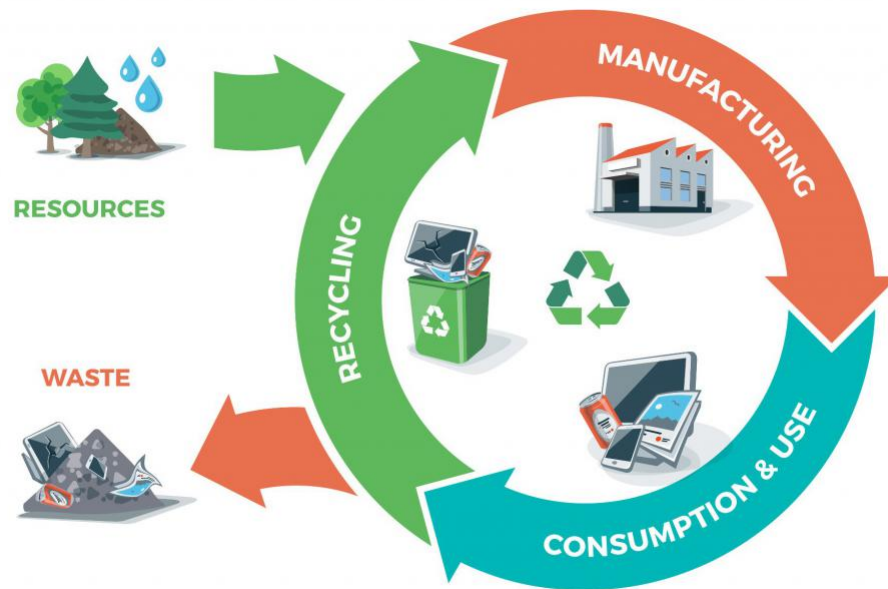 RESOURCES
MANUFACTURING
RECYCLING
WASTE
CONSUMPTION & USE